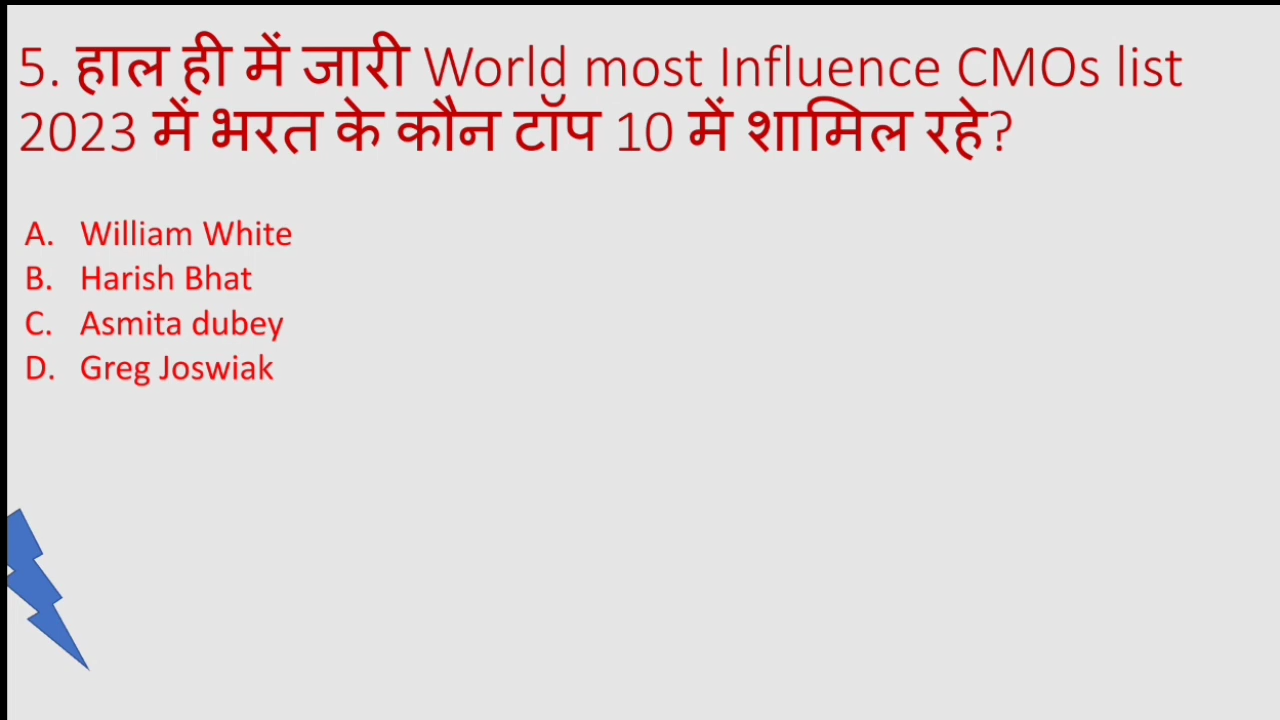 5. हाल ही में जारी World most Influence CMOs list
2023 में भरत के कौन टॉप 10 में शामिल रहे?
A. William White
B. Harish Bhat
C. Asmita dubey
D. Greg Joswiak